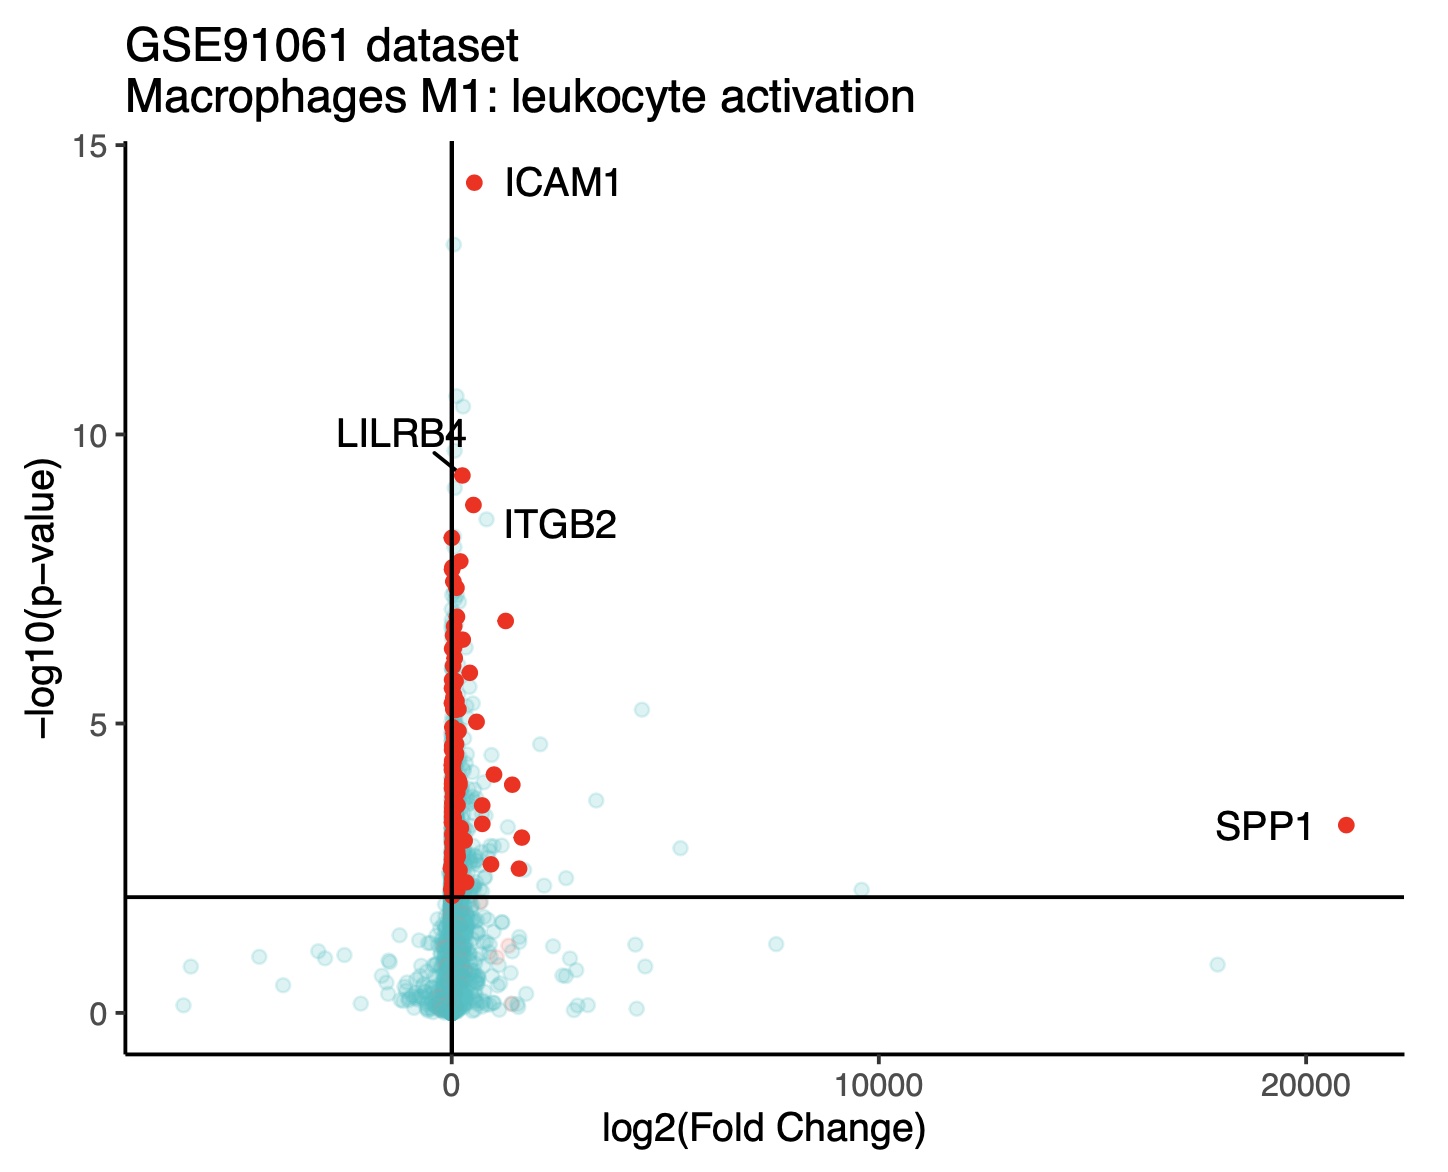 GSE91061 dataset
Macrophages M1: leukocyte activation
15
ICAM1
10
LILRB4
ITGB2
−log10(p−value)
5
SPP1
0
0
10000
20000
log2(Fold Change)